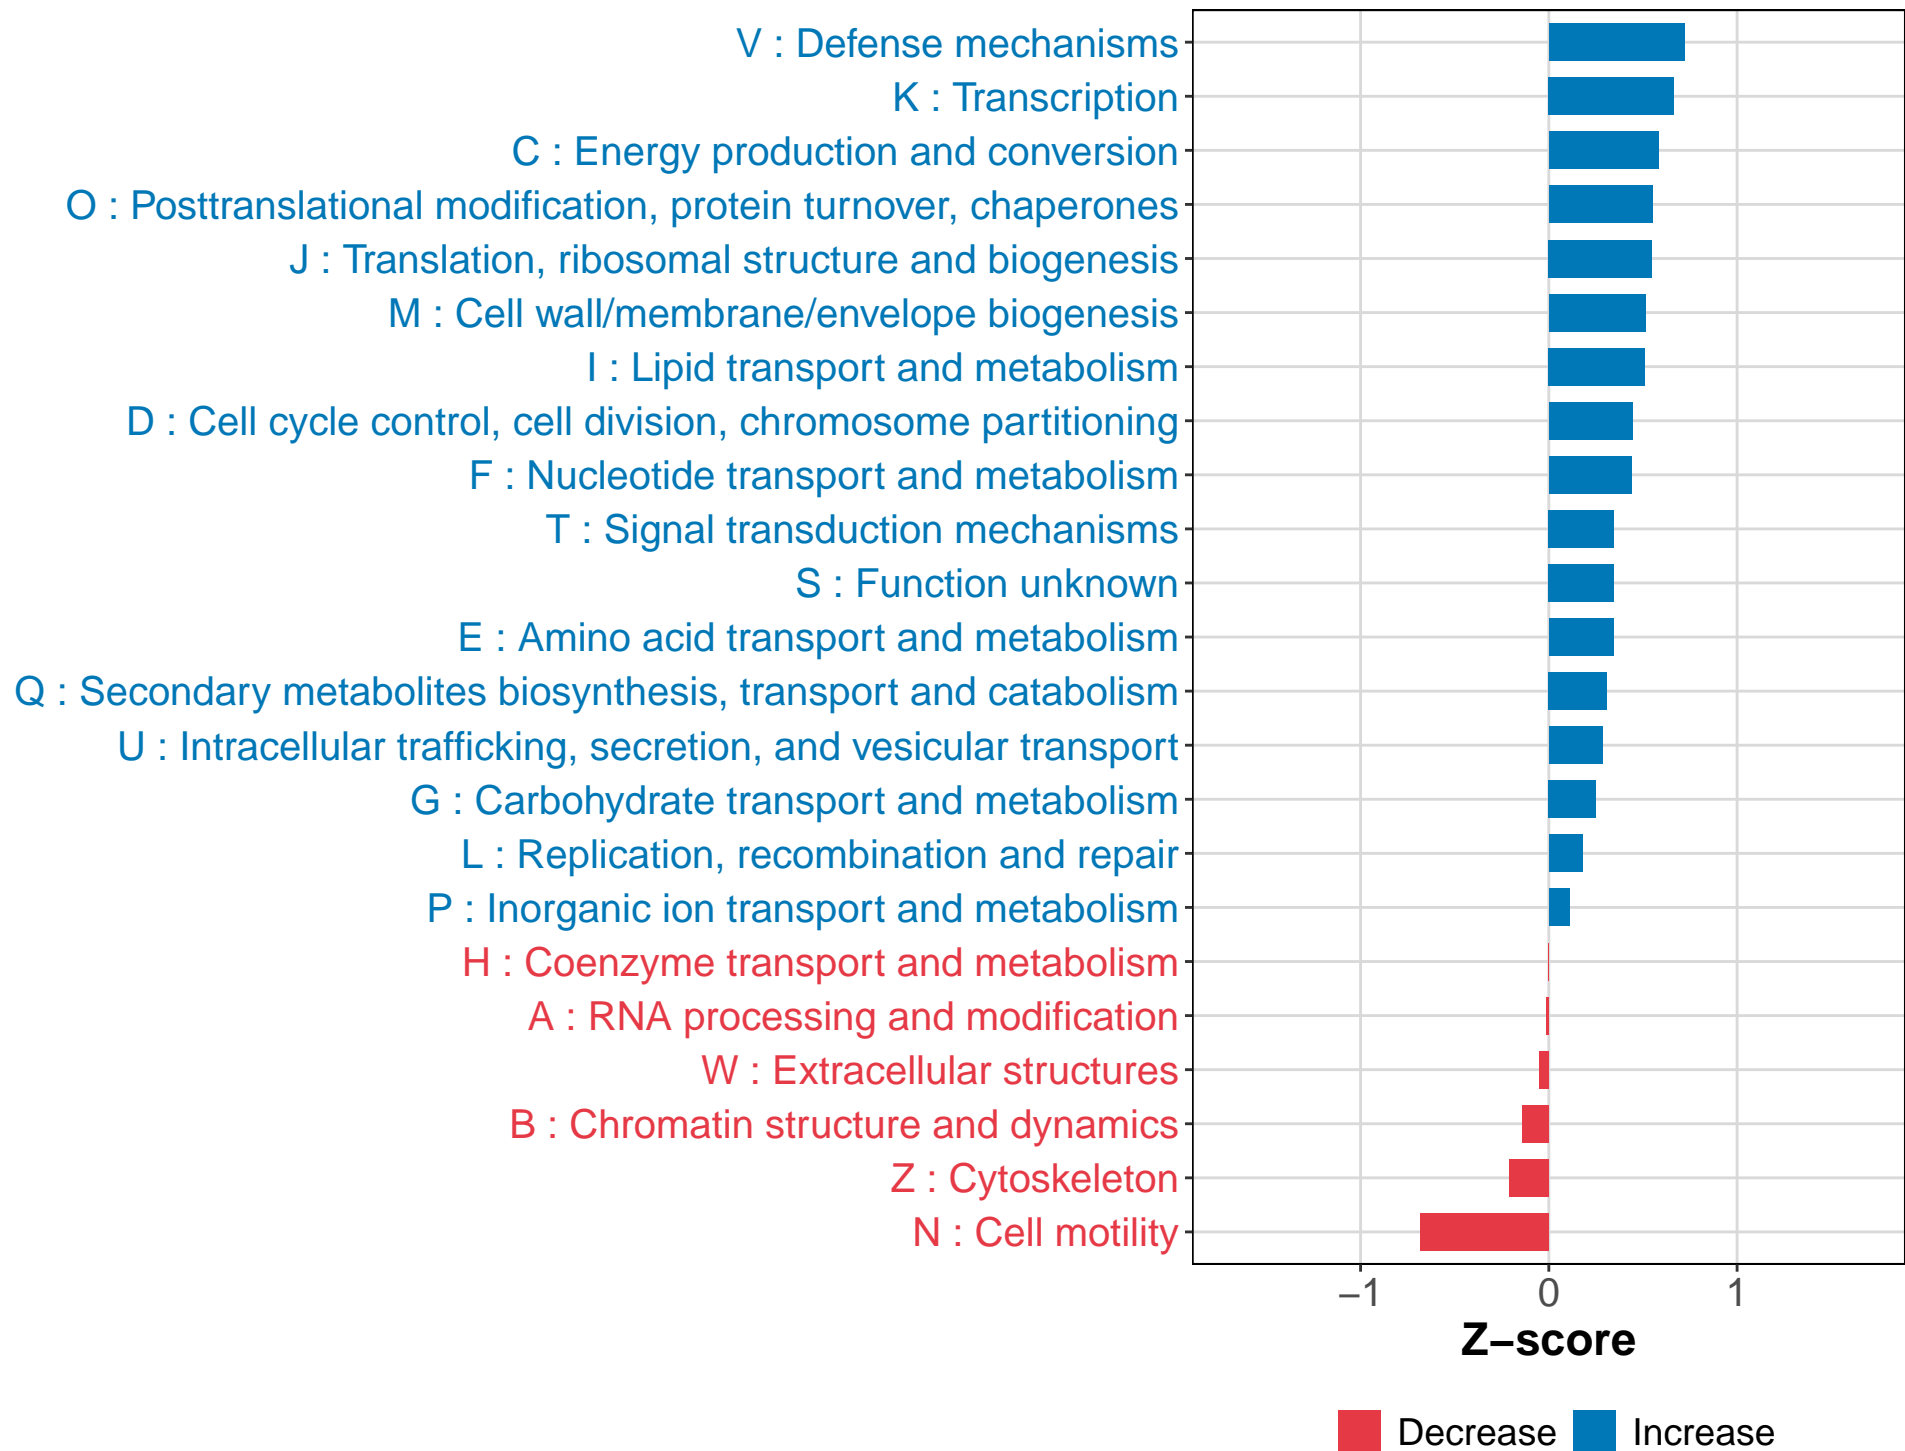 V : Defense mechanisms
K : Transcription
C : Energy production and conversion
O : Posttranslational modification, protein turnover, chaperones
J : Translation, ribosomal structure and biogenesis
M : Cell wall/membrane/envelope biogenesis
I : Lipid transport and metabolism
D : Cell cycle control, cell division, chromosome partitioning
F : Nucleotide transport and metabolism
T : Signal transduction mechanisms
S : Function unknown
E : Amino acid transport and metabolism
Q : Secondary metabolites biosynthesis, transport and catabolism
U : Intracellular trafficking, secretion, and vesicular transport
G : Carbohydrate transport and metabolism
L : Replication, recombination and repair
P : Inorganic ion transport and metabolism
H : Coenzyme transport and metabolism
A : RNA processing and modification
W : Extracellular structures
B : Chromatin structure and dynamics
Z : Cytoskeleton
N : Cell motility
−1 0 1
Z−score
Decrease Increase